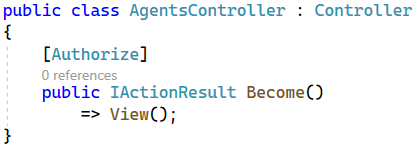 public class AgentsController : Controller
{
[Authorize]
0 references
public IActionResult Become()
=> View();
}